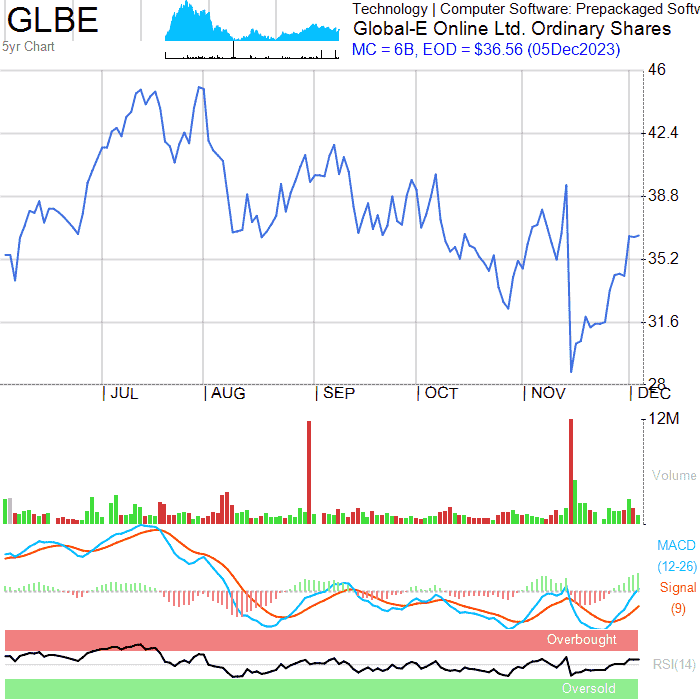 GLBE
5yr Chart
Technology | Computer Software: Prepackaged Softw
Global-E Online Ltd. Ordinary Shares
MC = 6B, EOD = $36.56 (05Dec2023)
46
42.4
38.8
35.2
31.6
28
JUL AUG SEP OCT NOV DEC
12M
Volume
MACD
(12-26)
Signal
(9)
Overbought
RSI(14)
Oversold